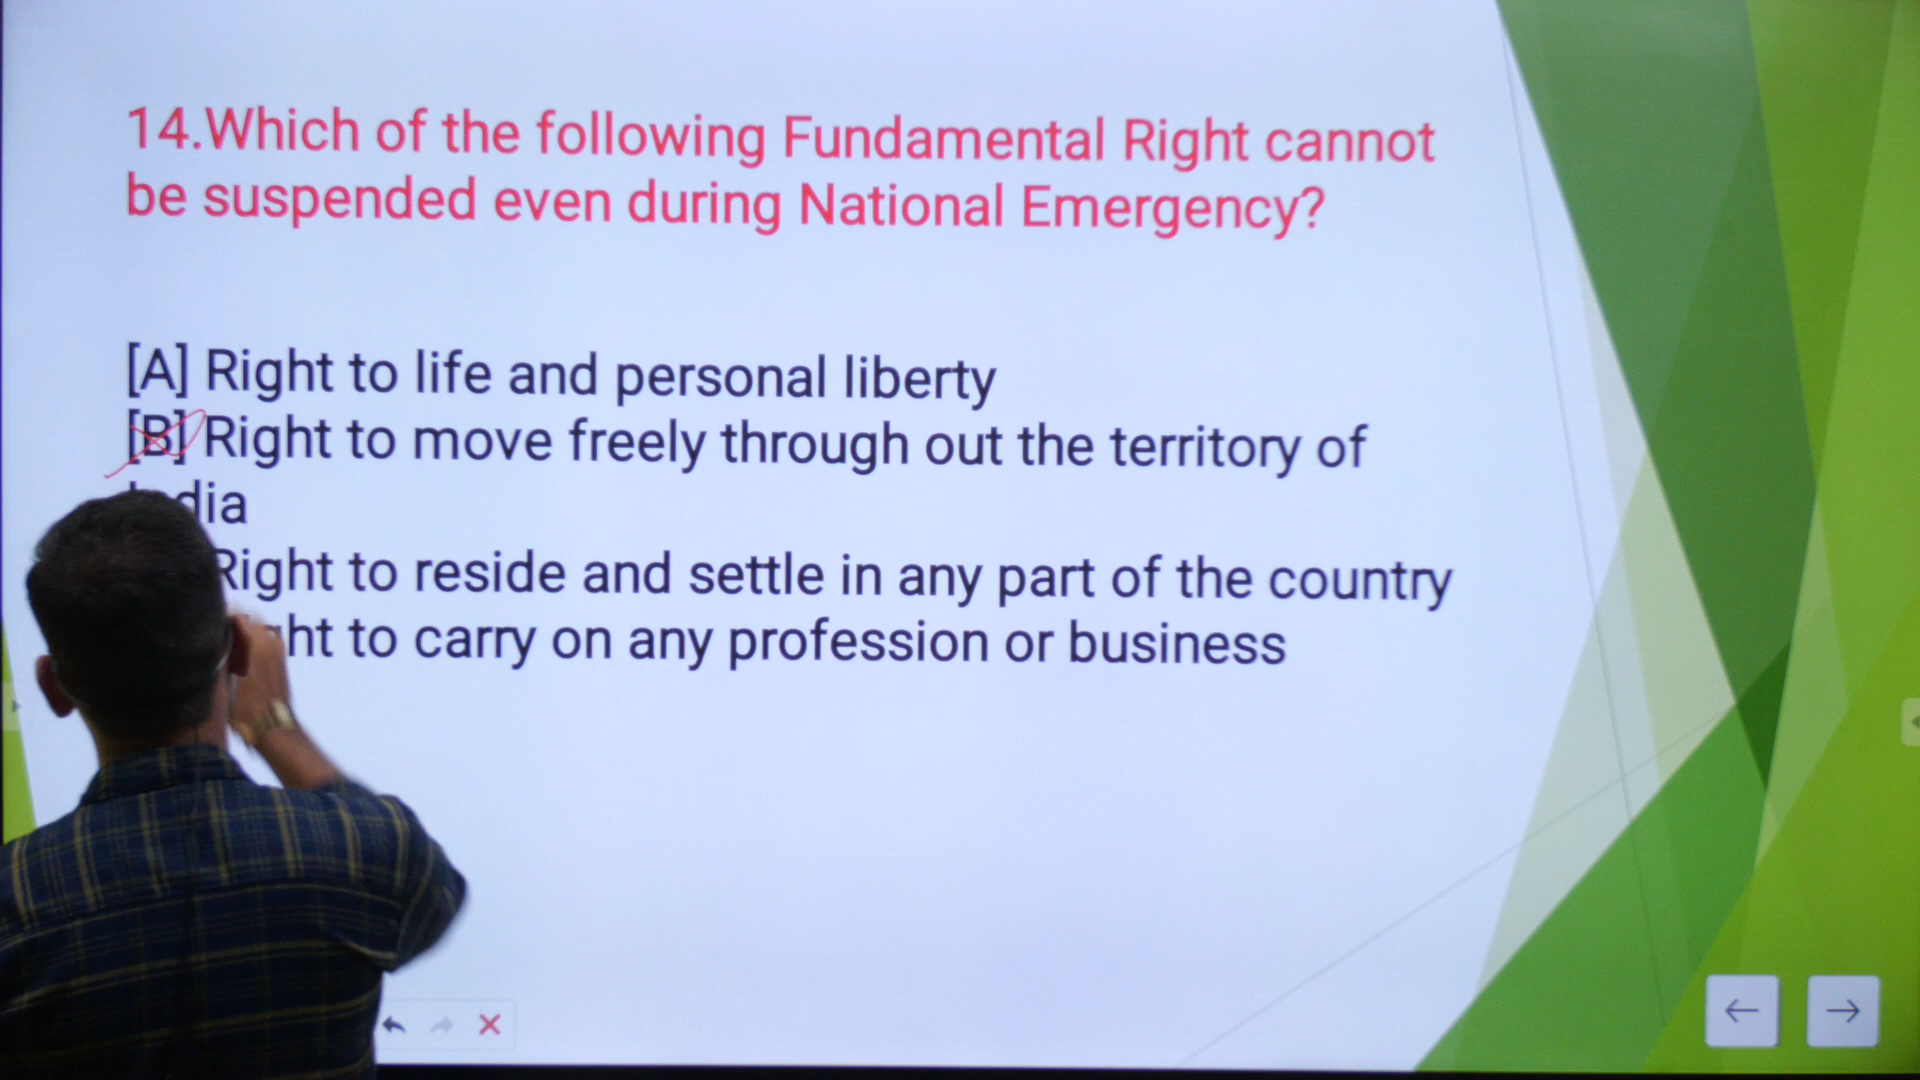 14.Which of the following Fundamental Right cannot
be suspended even during National Emergency?
[A] Right to life and personal liberty
[B] Right to move freely through out the territory of
dia
Right to reside and settle in any part of the country
ht to carry on any profession or business